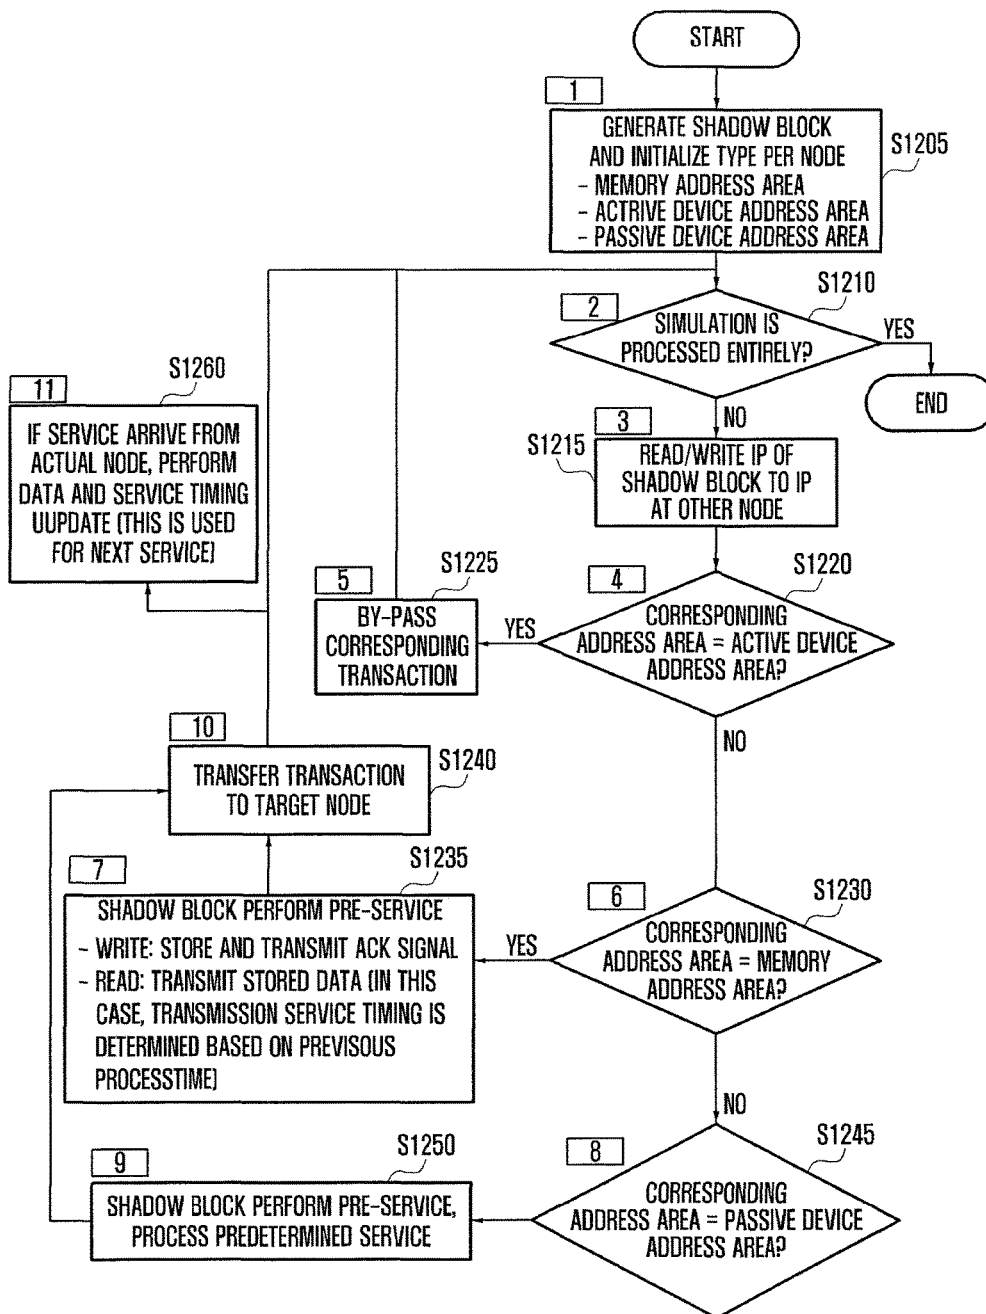 START
1
GENERATE SHADOW BLOCK
AND INITIALIZE TYPE PER NODE
- MEMORY ADDRESS AREA
- ACTRIVE DEVICE ADDRESS AREA
- PASSIVE DEVICE ADDRESS AREA
S1205
2
SIMULATION IS
PROCESSED ENTIRELY?
S1210
YES
END
NO
3
S1215
READ/WRITE IP OF
SHADOW BLOCK TO IP
AT OTHER NODE
4
S1220
CORRESPONDING
ADDRESS AREA = ACTIVE DEVICE
ADDRESS AREA?
YES
5
S1225
BY-PASS
CORRESPONDING
TRANSACTION
NO
6
S1230
CORRESPONDING
ADDRESS AREA = MEMORY
ADDRESS AREA?
YES
7
S1235
SHADOW BLOCK PERFORM PRE-SERVICE
- WRITE: STORE AND TRANSMIT ACK SIGNAL
- READ: TRANSMIT STORED DATA (IN THIS
CASE, TRANSMISSION SERVICE TIMING IS
DETERMINED BASED ON PREVISOUS
PROCESSTIME)
NO
8
S1245
CORRESPONDING
ADDRESS AREA = PASSIVE DEVICE
ADDRESS AREA?
9
S1250
SHADOW BLOCK PERFORM PRE-SERVICE,
PROCESS PREDETERMINED SERVICE
10
S1240
TRANSFER TRANSACTION
TO TARGET NODE
11
S1260
IF SERVICE ARRIVE FROM
ACTUAL NODE, PERFORM
DATA AND SERVICE TIMING
UUPDATE (THIS IS USED
FOR NEXT SERVICE)